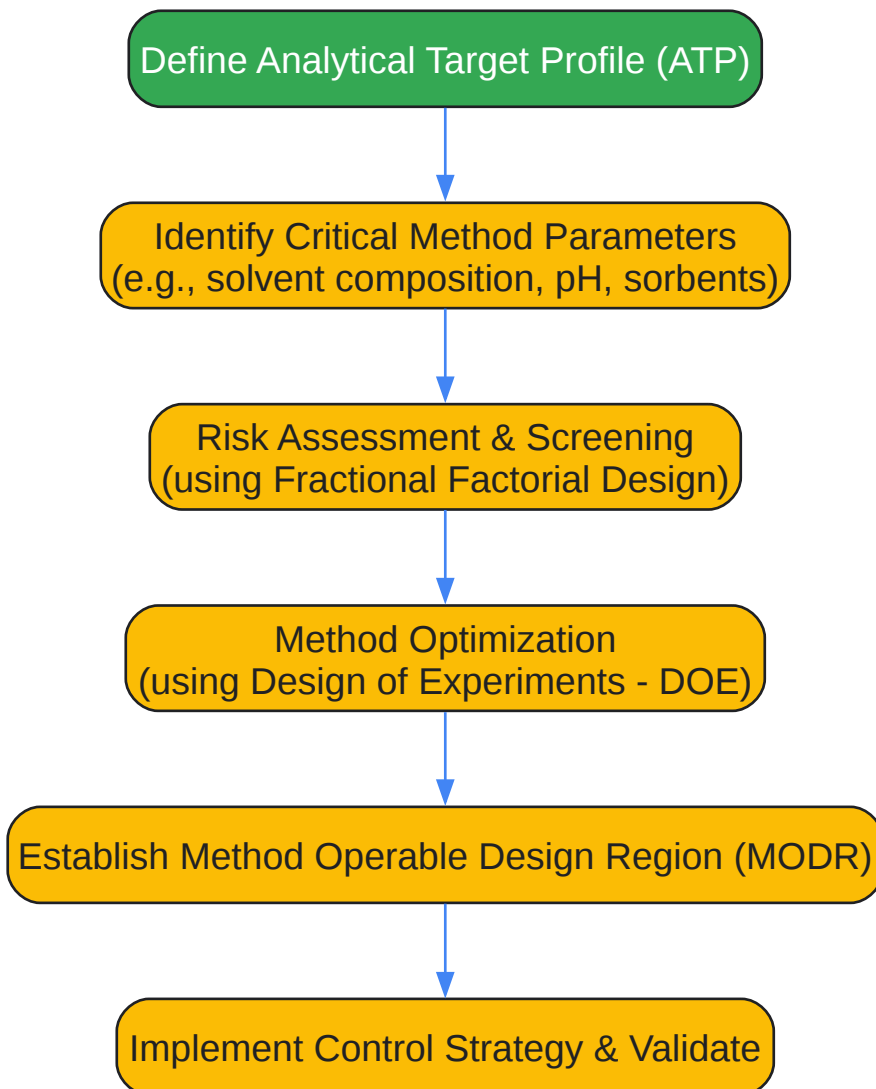 Define Analytical Target Profile (ATP)
Identify Critical Method Parameters
(e.g., solvent composition, pH, sorbents)
Risk Assessment & Screening
(using Fractional Factorial Design)
Method Optimization
(using Design of Experiments - DOE)
Establish Method Operable Design Region (MODR)
Implement Control Strategy & Validate